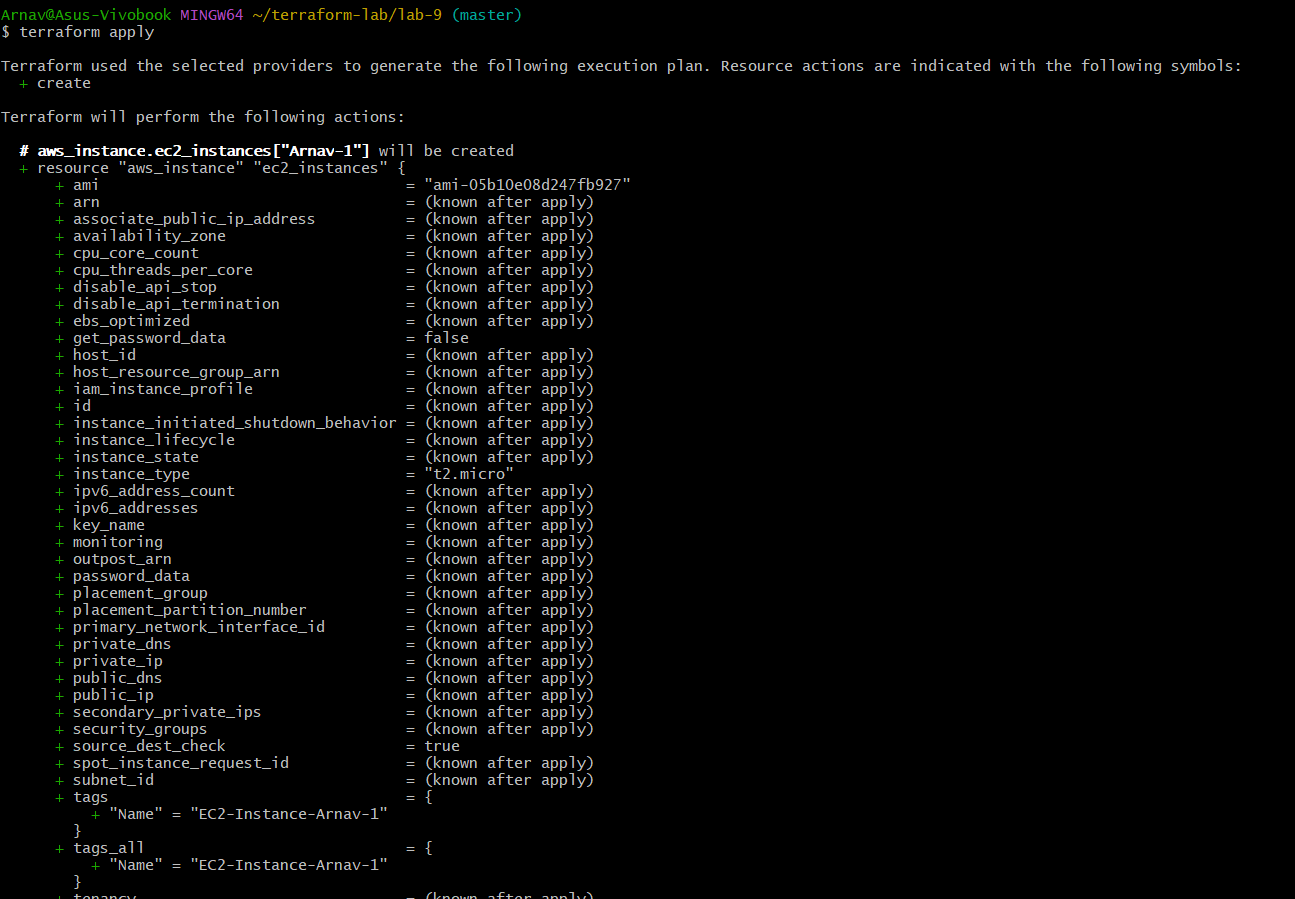 Arnav@Asus-Vivobook MINGW64 ~/terraform-lab/lab-9 (master)
$ terraform apply
Terraform used the selected providers to generate the following execution plan. Resource actions are indicated with the following symbols:
  + create
Terraform will perform the following actions:
  # aws_instance.ec2_instances["Arnav-1"] will be created
  + resource "aws_instance" "ec2_instances" {
      + ami                                  = "ami-05b10e08d247fb927"
      + arn                                  = (known after apply)
      + associate_public_ip_address          = (known after apply)
      + availability_zone                    = (known after apply)
      + cpu_core_count                       = (known after apply)
      + cpu_threads_per_core                 = (known after apply)
      + disable_api_stop                     = (known after apply)
      + disable_api_termination              = (known after apply)
      + ebs_optimized                        = (known after apply)
      + get_password_data                    = false
      + host_id                              = (known after apply)
      + host_resource_group_arn              = (known after apply)
      + iam_instance_profile                 = (known after apply)
      + id                                   = (known after apply)
      + instance_initiated_shutdown_behavior = (known after apply)
      + instance_lifecycle                   = (known after apply)
      + instance_state                       = (known after apply)
      + instance_type                        = "t2.micro"
      + ipv6_address_count                   = (known after apply)
      + ipv6_addresses                       = (known after apply)
      + key_name                             = (known after apply)
      + monitoring                           = (known after apply)
      + outpost_arn                          = (known after apply)
      + password_data                        = (known after apply)
      + placement_group                      = (known after apply)
      + placement_partition_number           = (known after apply)
      + primary_network_interface_id         = (known after apply)
      + private_dns                          = (known after apply)
      + private_ip                           = (known after apply)
      + public_dns                           = (known after apply)
      + public_ip                            = (known after apply)
      + secondary_private_ips                = (known after apply)
      + security_groups                      = (known after apply)
      + source_dest_check                    = true
      + spot_instance_request_id             = (known after apply)
      + subnet_id                            = (known after apply)
      + tags                                 = {
          + "Name" = "EC2-Instance-Arnav-1"
        }
      + tags_all                             = {
          + "Name" = "EC2-Instance-Arnav-1"
        }
      + tenancy                              = (known after apply)